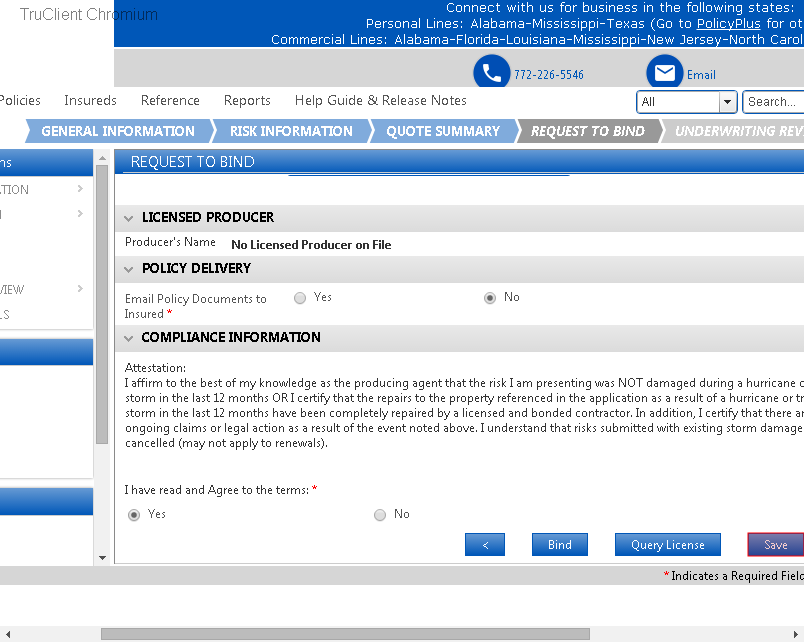 TruClient Chromium
Connect with us for business in the following states:
Personal Lines: Alabama-Mississippi-Texas (Go to PolicyPlus for ot
Commercial Lines: Alabama-Florida-Louisiana-Mississippi-New Jersey-North Carol
772-226-5546
Email
Policies Insureds Reference Reports Help Guide & Release Notes
All Search...
GENERAL INFORMATION RISK INFORMATION QUOTE SUMMARY REQUEST TO BIND UNDERWRITING REV
ns
REQUEST TO BIND
ATION
LICENSED PRODUCER
Producer's Name No Licensed Producer on File
POLICY DELIVERY
VIEW
Email Policy Documents to Insured * Yes No
LS
COMPLIANCE INFORMATION
Attestation:
I affirm to the best of my knowledge as the producing agent that the risk I am presenting was NOT damaged during a hurricane o
storm in the last 12 months OR I certify that the repairs to the property referenced in the application as a result of a hurricane or tr
storm in the last 12 months have been completely repaired by a licensed and bonded contractor. In addition, I certify that there ar
ongoing claims or legal action as a result of the event noted above. I understand that risks submitted with existing storm damage
cancelled (may not apply to renewals).
I have read and Agree to the terms: *
Yes No
< Bind Query License Save
* Indicates a Required Field